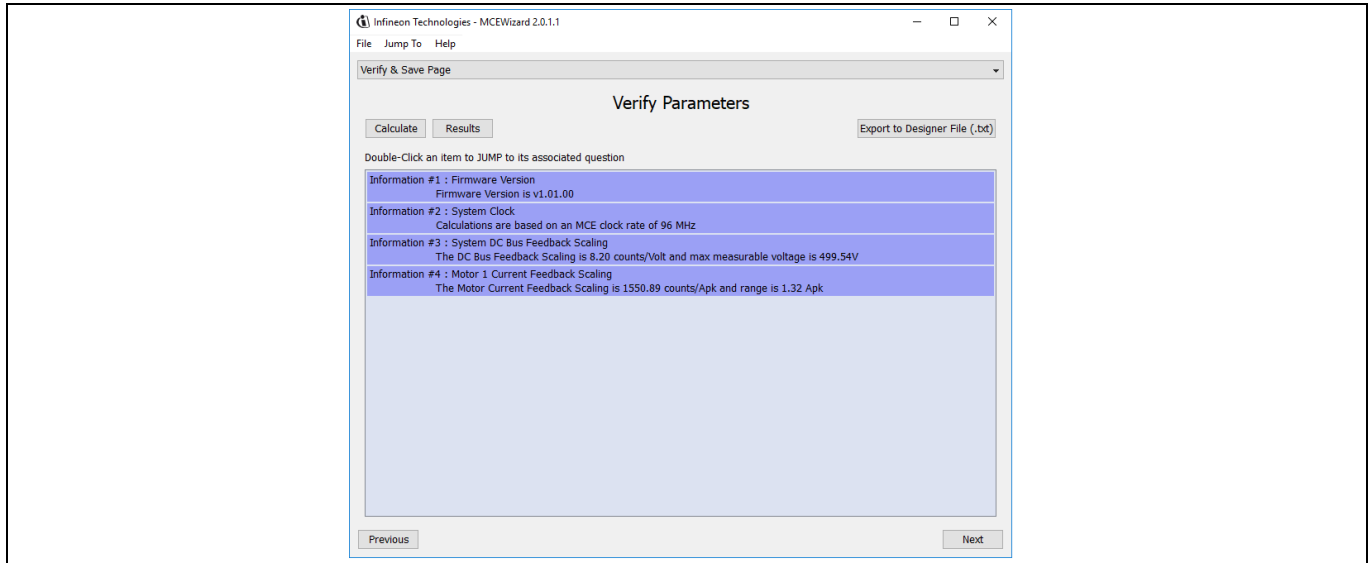 Infineon Technologies - MCEWizard 2.0.1.1
File Jump To Help
Verify & Save Page
Verify Parameters
Calculate Results Export to Designer File (.txt)
Double-Click an item to JUMP to its associated question
Information #1 : Firmware Version
Firmware Version is v1.01.00
Information #2 : System Clock
Calculations are based on an MCE clock rate of 96 MHz
Information #3 : System DC Bus Feedback Scaling
The DC Bus Feedback Scaling is 8.20 counts/Volt and max measurable voltage is 499.54V
Information #4 : Motor 1 Current Feedback Scaling
The Motor Current Feedback Scaling is 1550.89 counts/Apk and range is 1.32 Apk
Previous Next